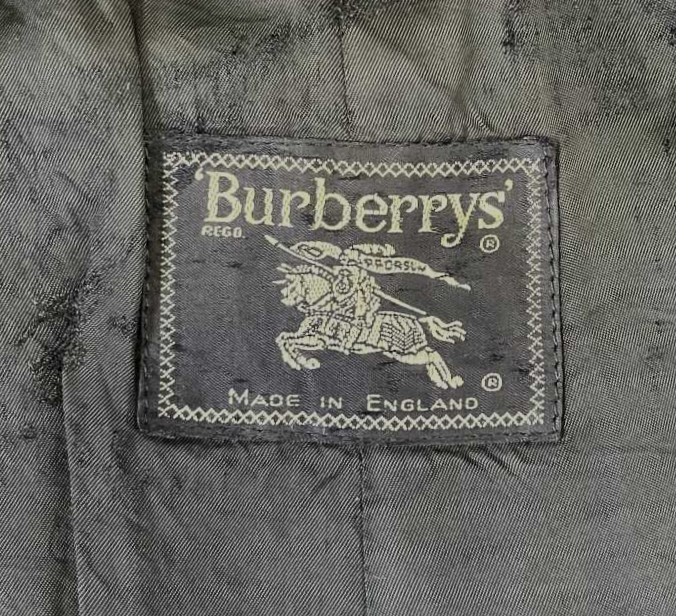 'Burberrys'
REGD. ®
PRORSUM
®
MADE IN ENGLAND